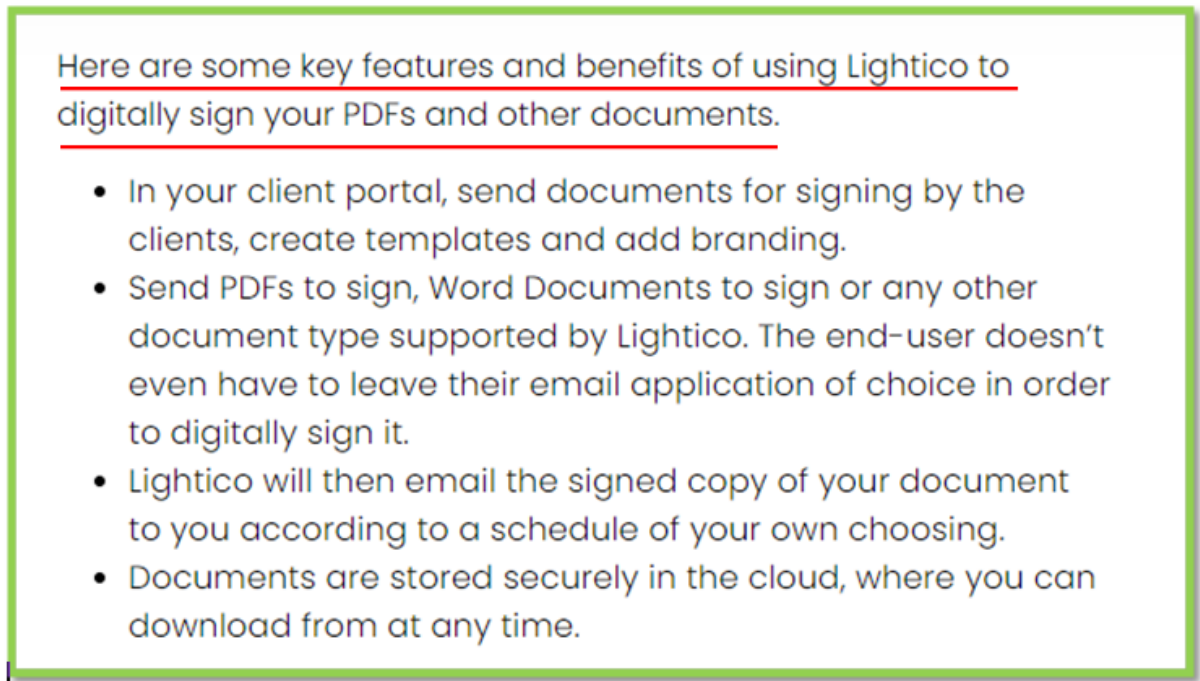 Here are some key features and benefits of using Lightico to
digitally sign your PDFs and other documents.
• In your client portal, send documents for signing by the
clients, create templates and add branding.
• Send PDFs to sign, Word Documents to sign or any other
document type supported by Lightico. The end-user doesn’t
even have to leave their email application of choice in order
to digitally sign it.
• Lightico will then email the signed copy of your document
to you according to a schedule of your own choosing.
• Documents are stored securely in the cloud, where you can
download from at any time.